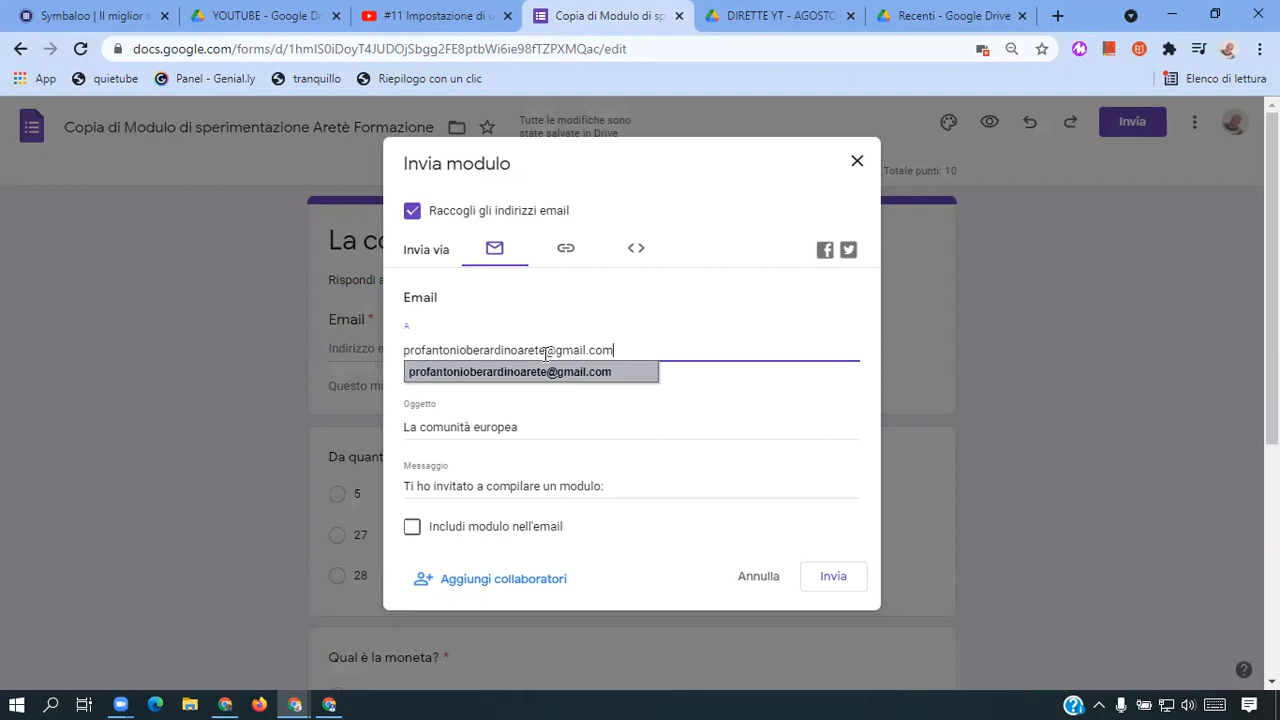 Symbaloo | Il miglior s
YOUTUBE - Google D
#11 Inserimento di u
Copia di Modulo di sp
DIRETTE YT - AGOSTO
Recenti - Google Drive
docs.google.com/forms/d/1hmIS0iDoyT4JUDOjSbgg2FE8ptbWi6ie98fTZPXMQac/edit
App
quietube
Panel - Genial.ly
tranquillo
Riepilogo con un clic
Elenco di lettura
Copia di Modulo di sperimentazione Aretè Formazione
Tutte le modifiche sono
state salvate in Drive
Invia
Totale punti: 10
La co
Rispondi a
Email *
indirizzo e
Questo mo
Da quant
5
27
28
Qual è la moneta? *
Invia modulo
Raccogli gli indirizzi email
Invia via
Email
A
profantonioberardinoarete@gmail.com
profantonioberardinoarete@gmail.com
Oggetto
La comunità europea
Messaggio
Ti ho invitato a compilare un modulo:
Includi modulo nell'email
Aggiungi collaboratori
Annulla
Invia